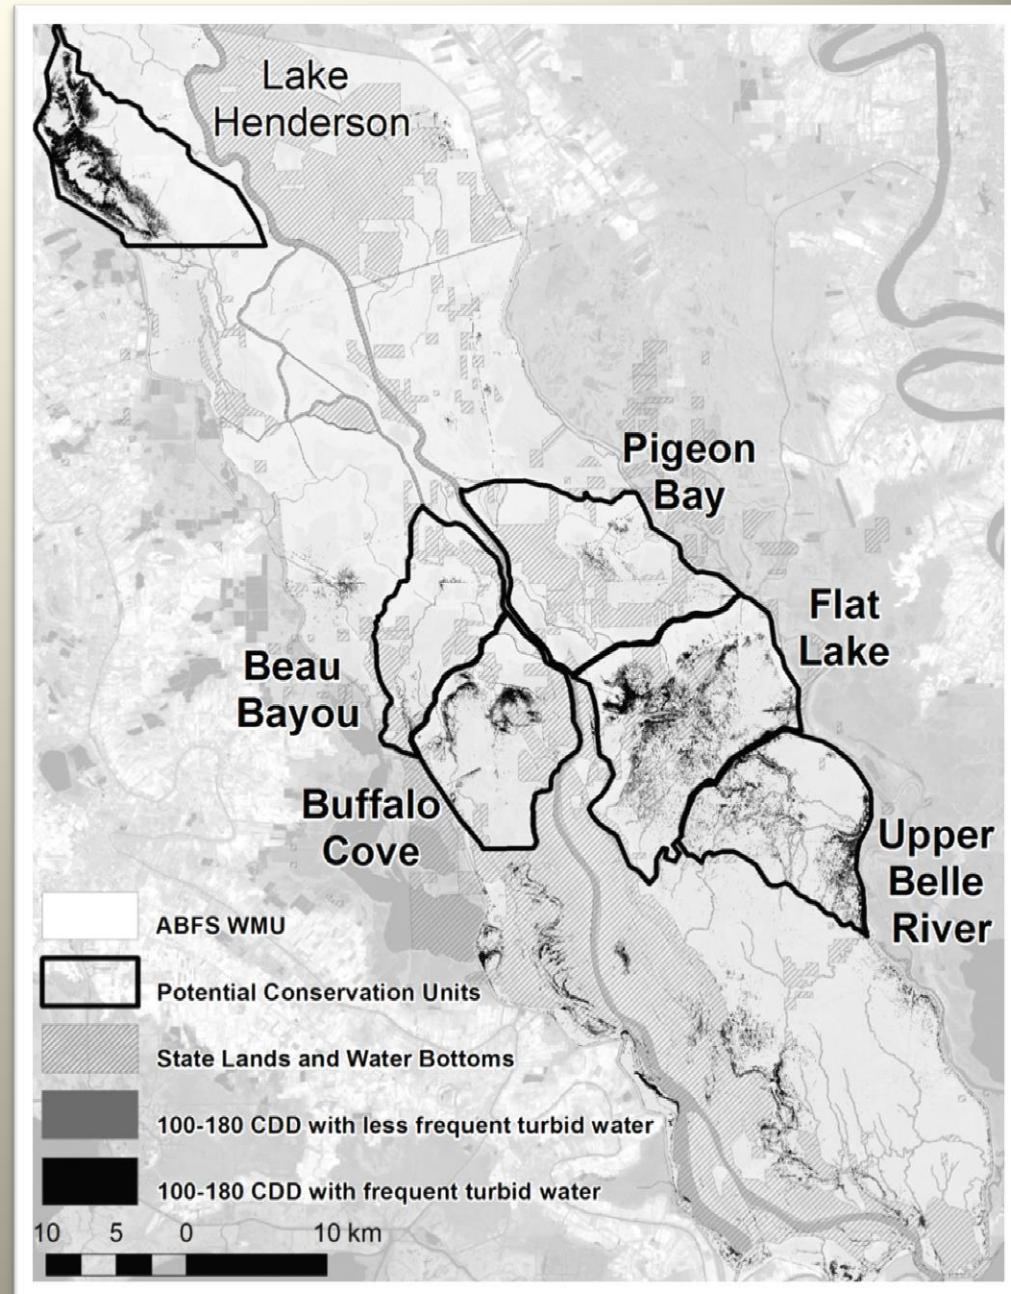 Lake
Henderson
Pigeon
Bay
Flat
Lake
Beau
Bayou
Buffalo
Cove
Upper
Belle
River
ABFS WMU
Potential Conservation Units
State Lands and Water Bottoms
100-180 CDD with less frequent turbid water
100-180 CDD with frequent turbid water
10 5 0 10 km